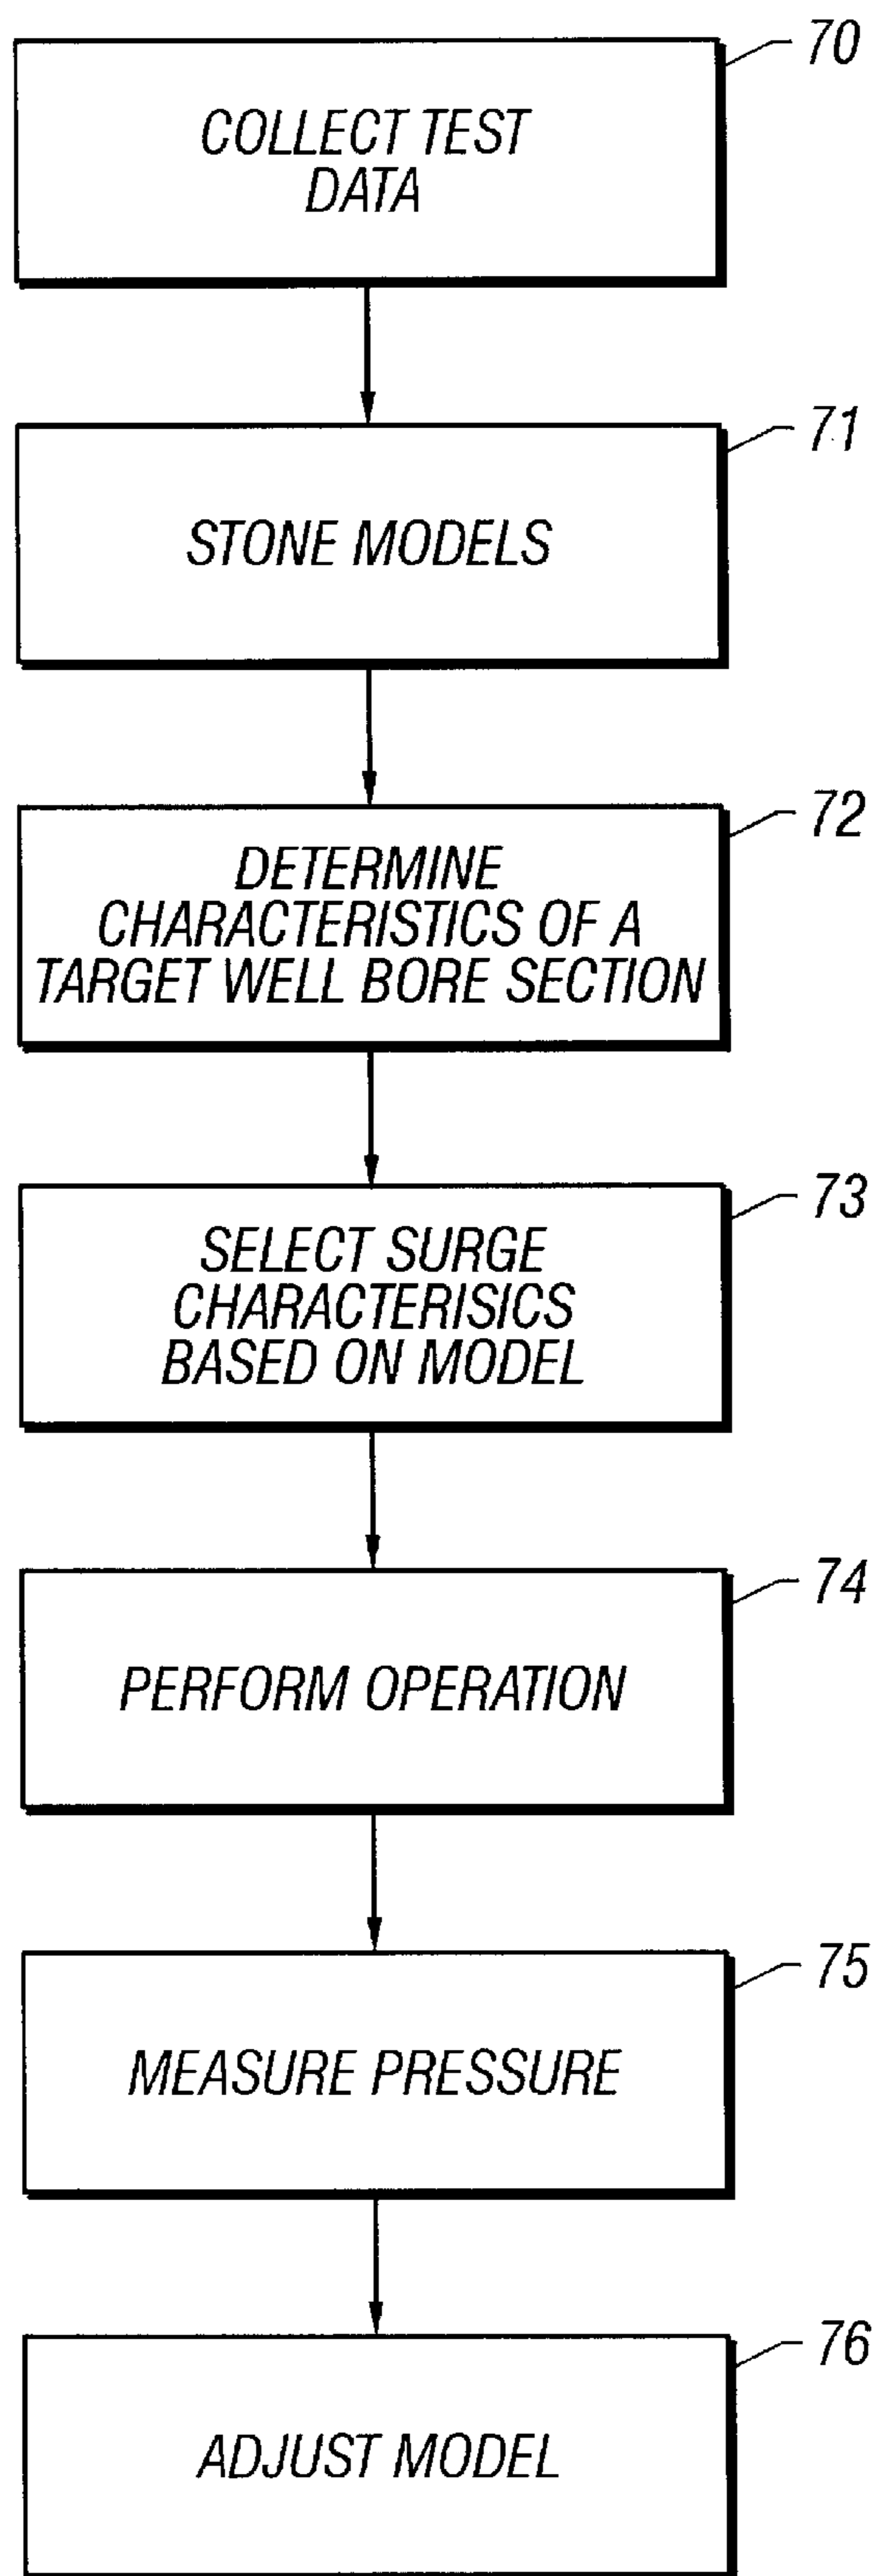 70
COLLECT TEST
DATA
71
STONE MODELS
72
DETERMINE
CHARACTERISTICS OF A
TARGET WELL BORE SECTION
73
SELECT SURGE
CHARACTERISICS
BASED ON MODEL
74
PERFORM OPERATION
75
MEASURE PRESSURE
76
ADJUST MODEL